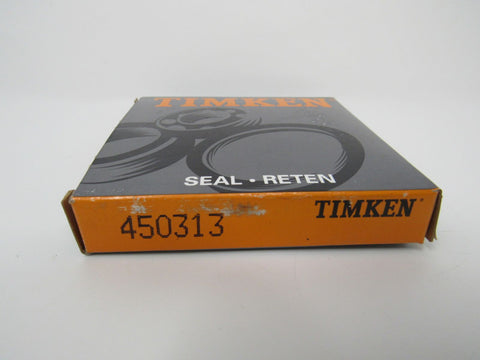 TIMKEN
SEAL • RETEN
450313
TIMKEN®